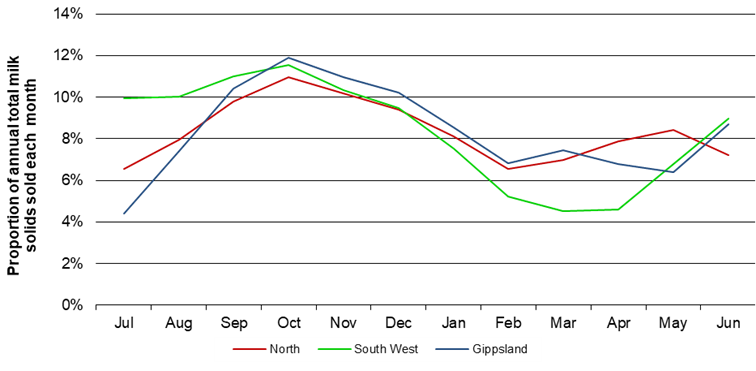 14%
12%
10%
8%
6%
4%
2%
0%
Proportion of annual total milk
solids sold each month
Jul Aug Sep Oct Nov Dec Jan Feb Mar Apr May Jun
North South West Gippsland